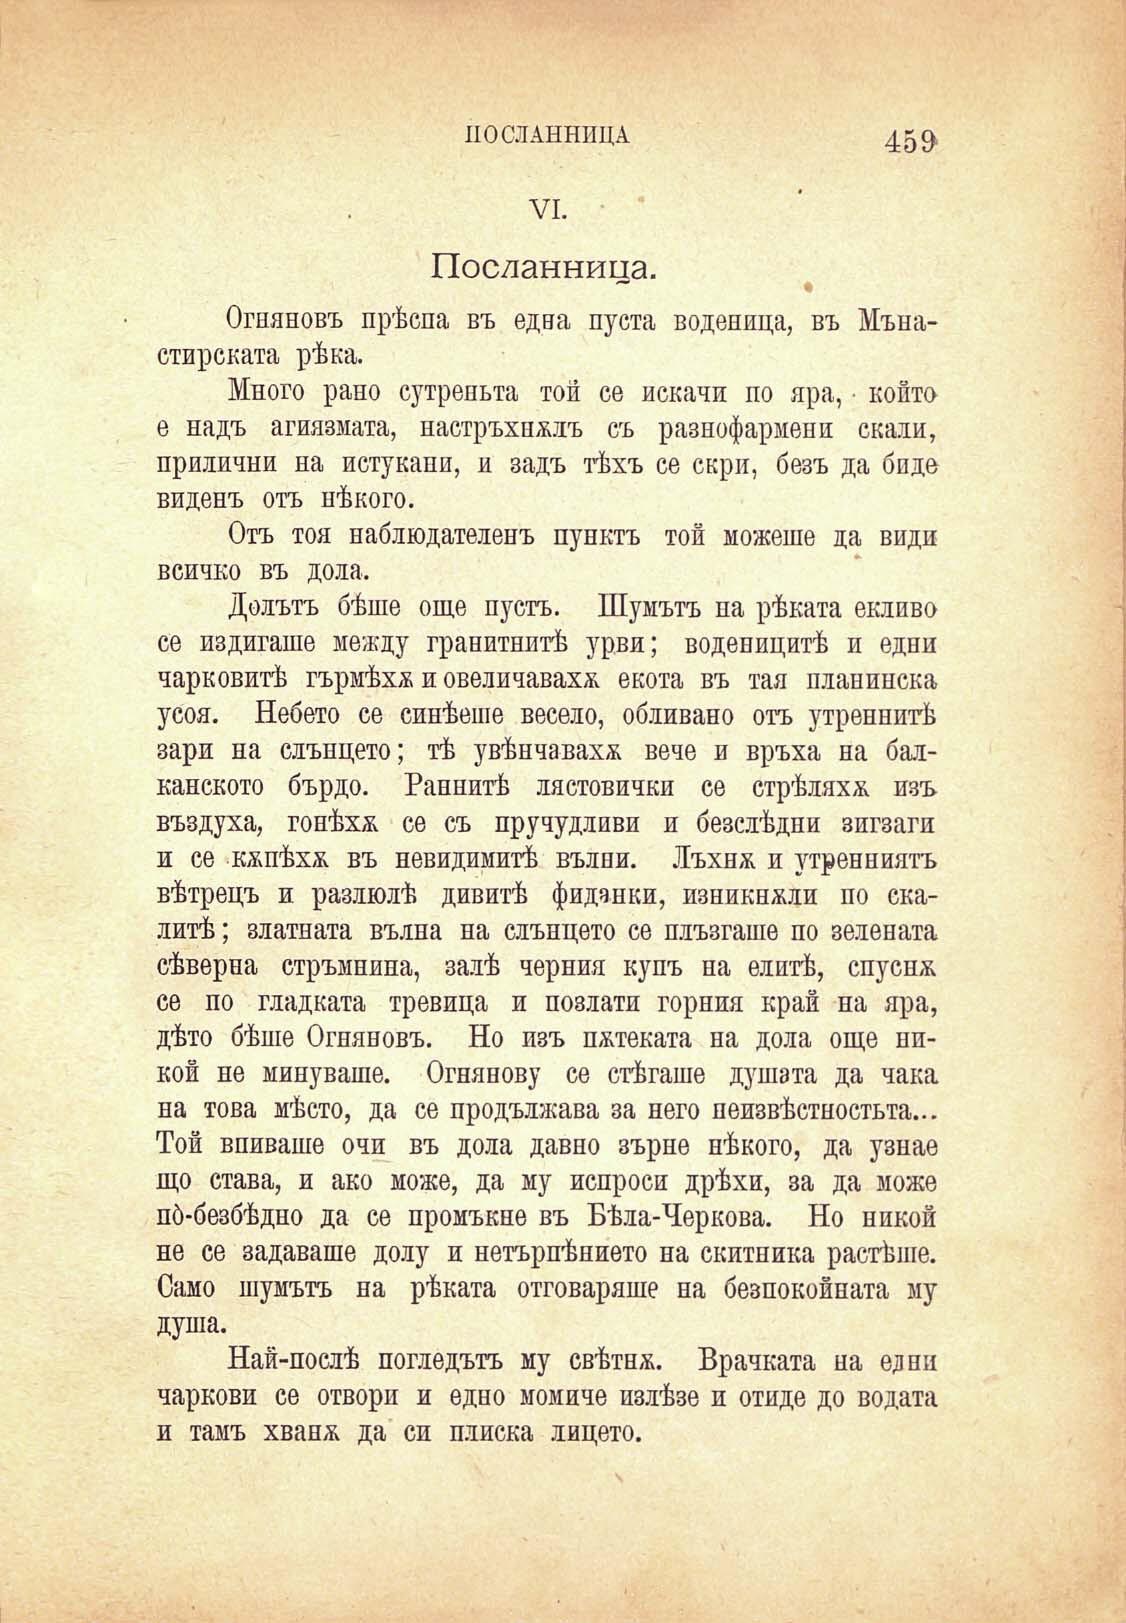 ПОСЛАННИЦА 459
VI.
Посланница.
Огняновъ прѣспа въ една пуста воденица, въ Мъна-
стирската рѣка.
Много рано сутреньта той се искачи по яра, който
е надъ агиязмата, настръхнѫлъ съ разнофармени скали,
прилични на истукани, и задъ тѣхъ се скри, безъ да биде
виденъ отъ нѣкого.
Отъ тоя наблюдателенъ пунктъ той можеше да види
всичко въ дола.
Долътъ бѣше още пустъ. Шумътъ на рѣката екливо
се издигаше между гранитнитѣ урви; воденицитѣ и едни
чарковитѣ гърмѣхѫ и овеличавахѫ екота въ тая планинска
усоя. Небето се синѣеше весело, обливано отъ утреннитѣ
зари на слънцето; тѣ увѣнчавахѫ вече и връха на бал-
канското бърдо. Раннитѣ лястовички се стрѣляхѫ изъ
въздуха, гонѣхѫ се съ пручудливи и безслѣдни зигзаги
и се кѫпѣхѫ въ невидимитѣ вълни. Лъхнѫ и утренниятъ
вѣтрецъ и разлюлѣ дивитѣ фиданки, изникнѫли по ска-
литѣ; златната вълна на слънцето се плъзгаше по зелената
сѣверна стръмнина, залѣ черния купъ на елитѣ, спуснѫ
се по гладката тревица и позлати горния край на яра,
дѣто бѣше Огняновъ. Но изъ пѫтеката на дола още ни-
кой не минуваше. Огнянову се стѣгаше душата да чака
на това мѣсто, да се продължава за него неизвѣстностьта...
Той впиваше очи въ дола давно зърне нѣкого, да узнае
що става, и ако може, да му испроси дрѣхи, за да може
по̀-безбѣдно да се промъкне въ Бѣла-Черкова. Но никой
не се задаваше долу и нетърпѣнието на скитника растѣше.
Само шумътъ на рѣката отговаряше на безпокойната му
душа.
Най-послѣ погледътъ му свѣтнѫ. Врачката на едни
чаркови се отвори и едно момиче излѣзе и отиде до водата
и тамъ хванѫ да си плиска лицето.